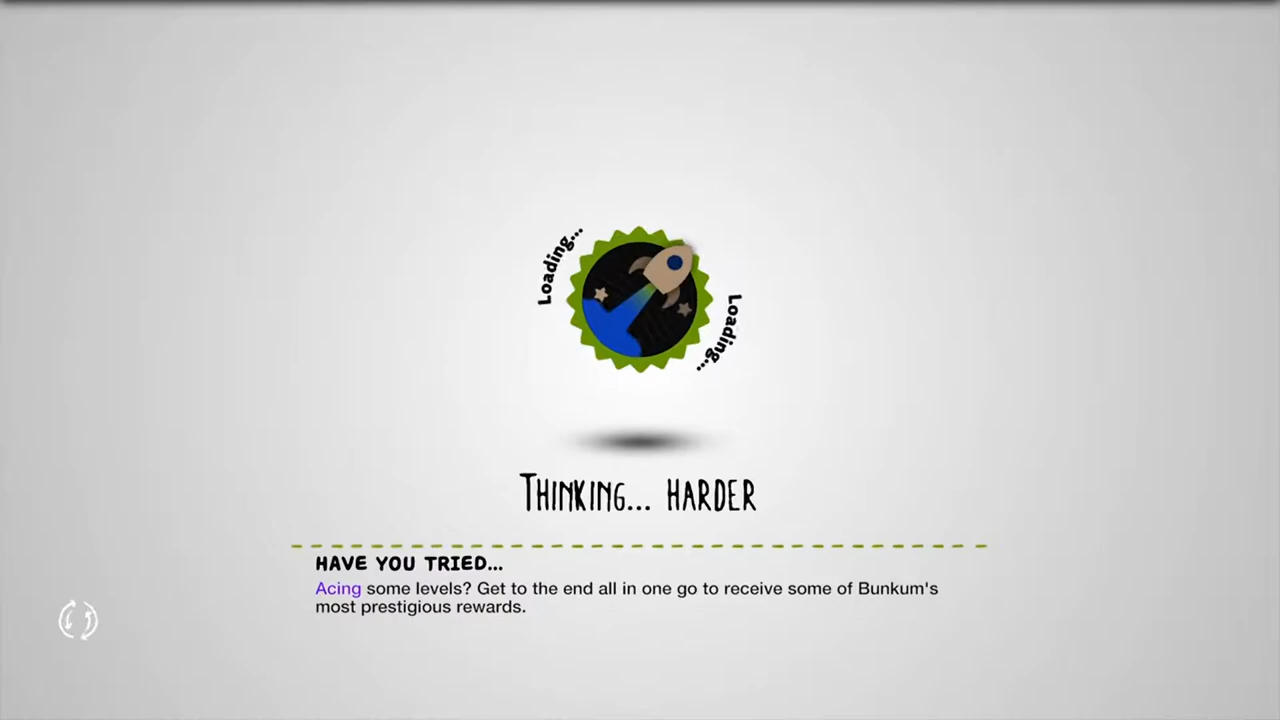 Loading...
Loading...
THINKING... HARDER
HAVE YOU TRIED...
Acing some levels? Get to the end all in one go to receive some of Bunkum's
most prestigious rewards.